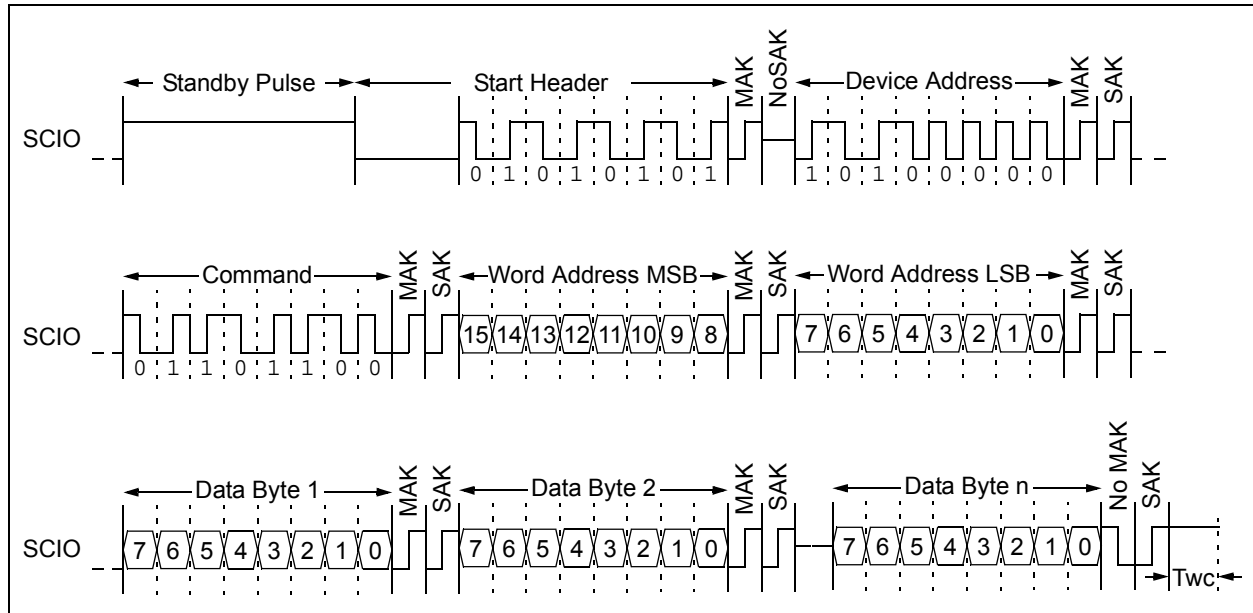 Standby Pulse Start Header MAK NoSAK Device Address MAK SAK
SCIO
0 1 0 1 0 1 0 1 1 0 1 0 0 0 0 0
Command MAK SAK Word Address MSB MAK SAK Word Address LSB MAK SAK
SCIO
15 14 13 12 11 10 9 8 7 6 5 4 3 2 1 0
0 1 1 0 1 1 0 0
Data Byte 1 MAK SAK Data Byte 2 MAK SAK Data Byte n No MAK SAK
SCIO
7 6 5 4 3 2 1 0 7 6 5 4 3 2 1 0 7 6 5 4 3 2 1 0
Twc